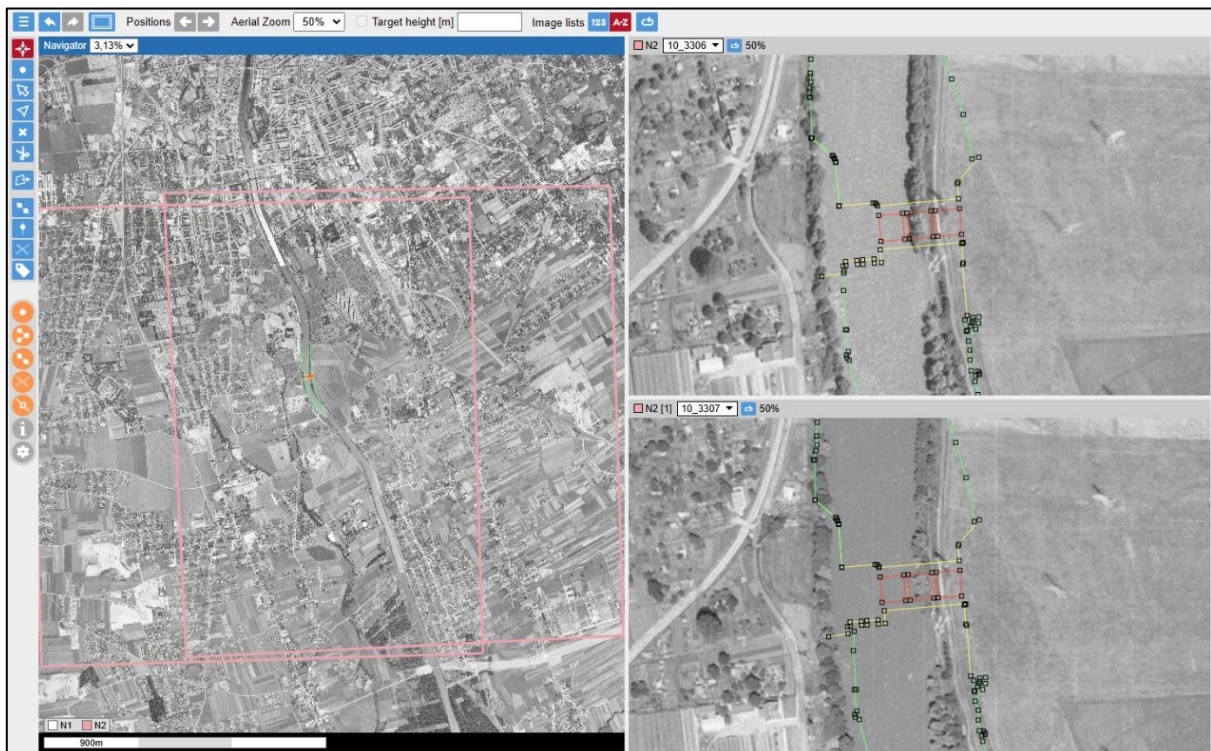 Positions Aerial Zoom 50% Target height [m] Image lists 123 A-Z
Navigator 3,13%
N2 10_3306 50%
N2 [1] 10_3307 50%
N1 N2
900m